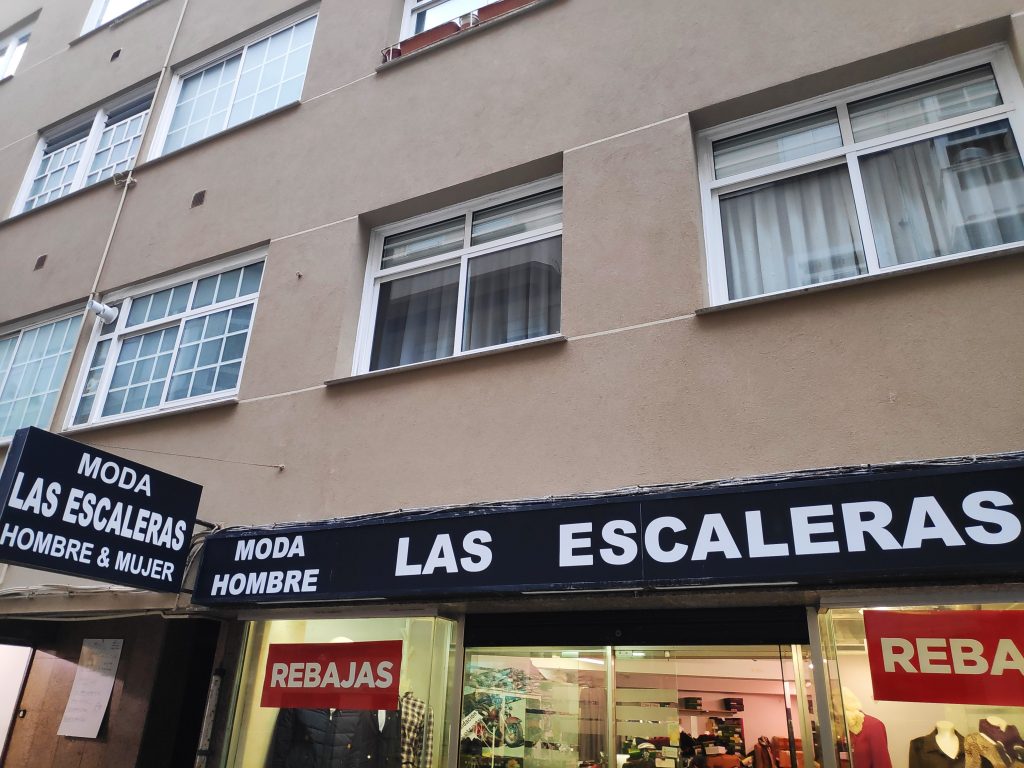 MODA
LAS ESCALERAS
HOMBRE & MUJER
MODA
HOMBRE
LAS ESCALERAS
REBAJAS
REBA